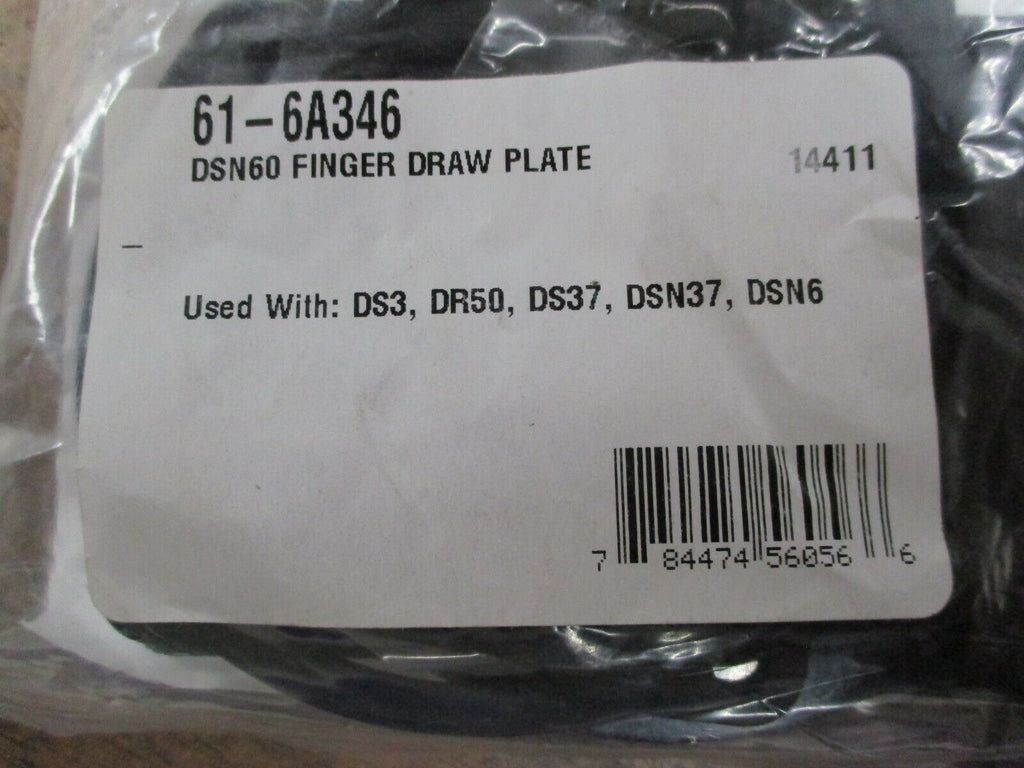 61-6A346
DSN60 FINGER DRAW PLATE 14411
Used With: DS3, DR50, DS37, DSN37, DSN6
7 84474 56056 6